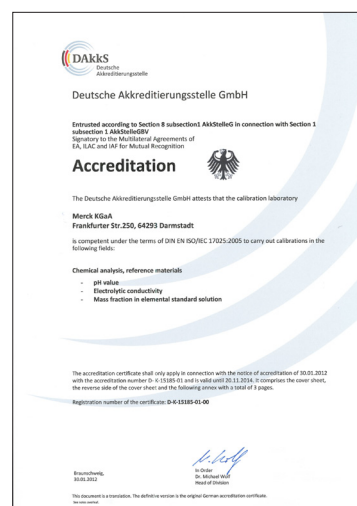 DAkkS
Deutsche
Akkreditierungsstelle
Deutsche Akkreditierungsstelle GmbH
Entrusted according to Section 8 subsection1 AkkStelleG in connection with Section 1
subsection 1 AkkStelleGBV
Signatory to the Multilateral Agreements of
EA, ILAC and IAF for Mutual Recognition
Accreditation
The Deutsche Akkreditierungsstelle GmbH attests that the calibration laboratory
Merck KGaA
Frankfurter Str.250, 64293 Darmstadt
is competent under the terms of DIN EN ISO/IEC 17025:2005 to carry out calibrations in the
following fields:
Chemical analysis, reference materials
- pH value
- Electrolytic conductivity
- Mass fraction in elemental standard solution
The accreditation certificate shall only apply in connection with the notice of accreditation of 30.01.2012
with the accreditation number D- K-15185-01 and is valid until 20.11.2014. It comprises the cover sheet,
the reverse side of the cover sheet and the following annex with a total of 3 pages.
Registration number of the certificate: D-K-15185-01-00
Braunschweig,
30.01.2012
In Order
Dr. Michael Wolf
Head of Division
This document is a translation. The definitive version is the original German accreditation certificate.